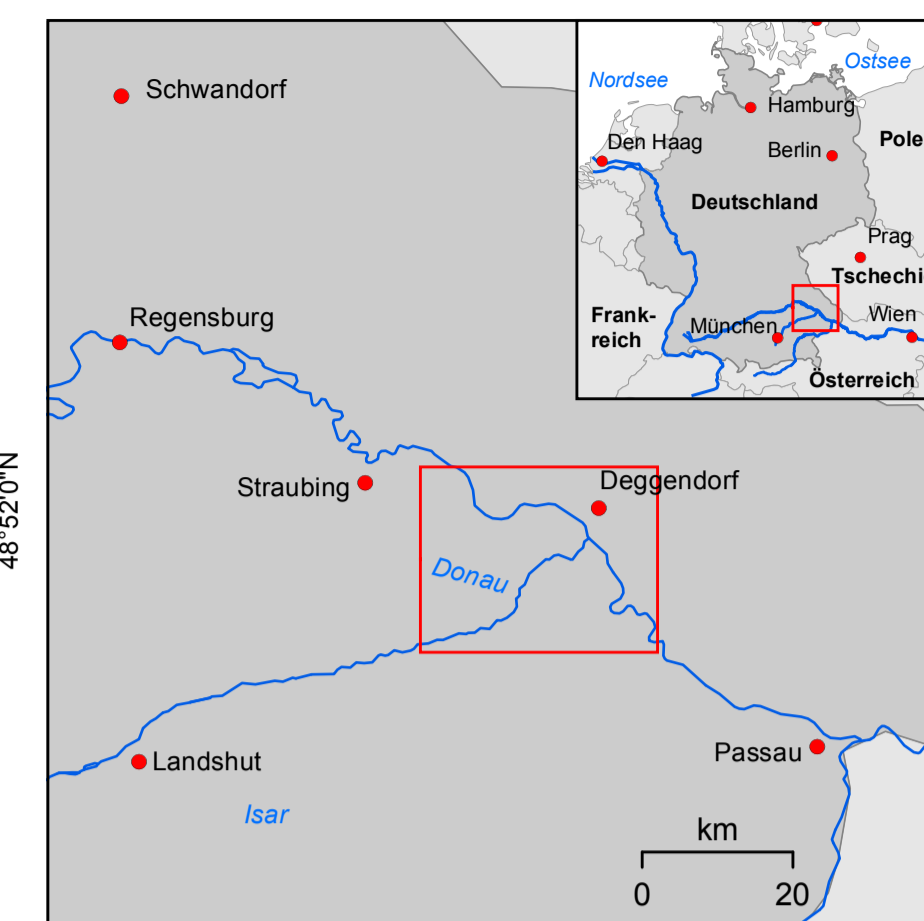 Schwandorf
Regensburg
Straubing
Deggendorf
Donau
Landshut
Isar
Passau
km
0 20
48°52'0"N
Nordsee
Ostsee
Hamburg
Den Haag
Berlin
Pole
Deutschland
Prag
Tschechi
Frank-
reich
München
Wien
Österreich